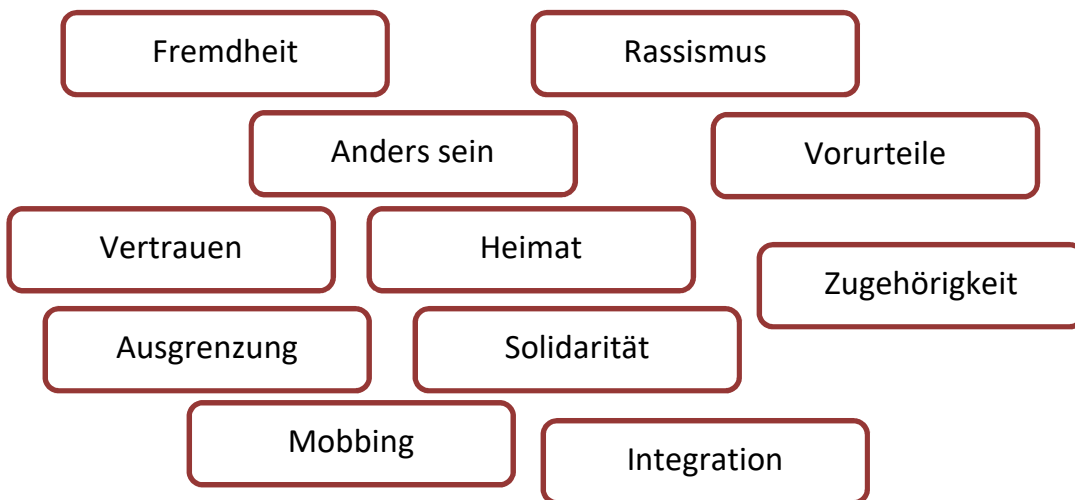 Fremdheit
Rassismus
Anders sein
Vorurteile
Vertrauen
Heimat
Zugehörigkeit
Ausgrenzung
Solidarität
Mobbing
Integration